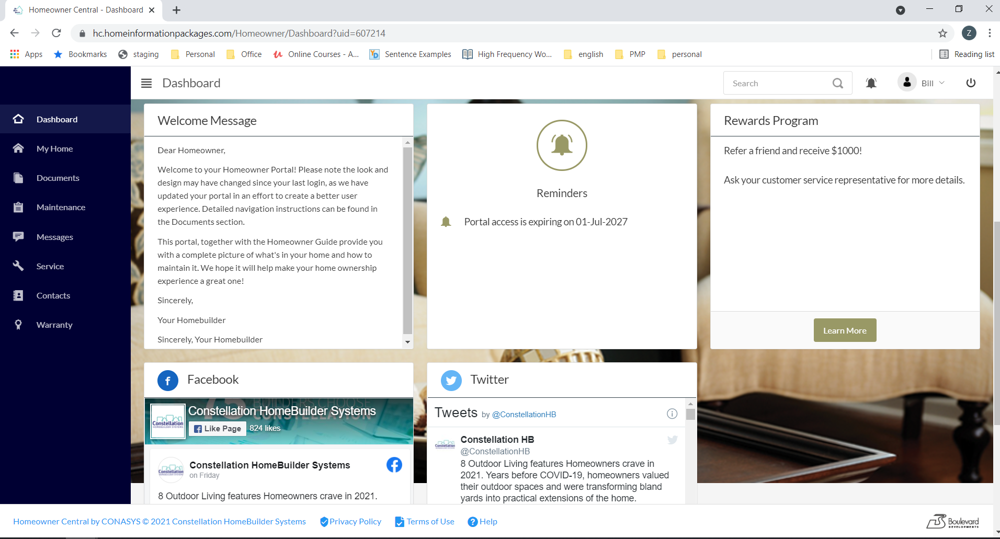 Homeowner Central - Dashboard
hc.homeinformationpackages.com/Homeowner/Dashboard?uid=607214
Z
Apps
Bookmarks
staging
Personal
Office
Online Courses - A...
Sentence Examples
High Frequency Wo...
english
PMP
personal
Reading list
Dashboard
Search
Bill
Dashboard
My Home
Documents
Maintenance
Messages
Service
Contacts
Warranty
Welcome Message
Dear Homeowner,
Welcome to your Homeowner Portal! Please note the look and
design may have changed since your last login, as we have
updated your portal in an effort to create a better user
experience. Detailed navigation instructions can be found in
the Documents section.
This portal, together with the Homeowner Guide provide you
with a complete picture of what's in your home and how to
maintain it. We hope it will help make your home ownership
experience a great one!
Sincerely,
Your Homebuilder
Sincerely, Your Homebuilder
Reminders
Portal access is expiring on 01-Jul-2027
Rewards Program
Refer a friend and receive $1000!
Ask your customer service representative for more details.
Learn More
Facebook
BUILDERS CHOOSE
CONSTELLATION
Constellation HomeBuilder Systems
Constellation
HOMEBUILDER SYSTEMS
Like Page
824 likes
Constellation
Constellation HomeBuilder Systems
on Friday
8 Outdoor Living features Homeowners crave in 2021.
Twitter
Tweets by @ConstellationHB
Constellation
Constellation HB
@ConstellationHB
8 Outdoor Living features Homeowners crave in
2021. Years before COVID-19, homeowners valued
their outdoor spaces and were transforming bland
yards into practical extensions of the home.
Homeowner Central by CONASYS © 2021 Constellation HomeBuilder Systems
Privacy Policy
Terms of Use
Help
Boulevard
DEVELOPMENTS